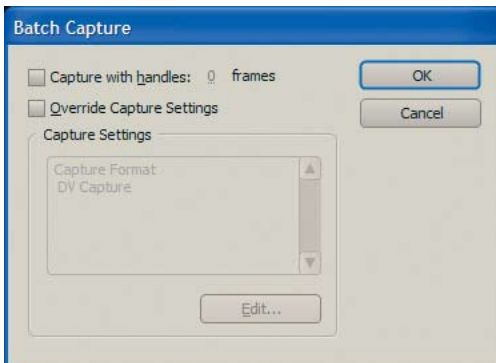 Batch Capture
Capture with handles: 0 frames
OK
Override Capture Settings
Cancel
Capture Settings
Capture Format
DV Capture
Edit...